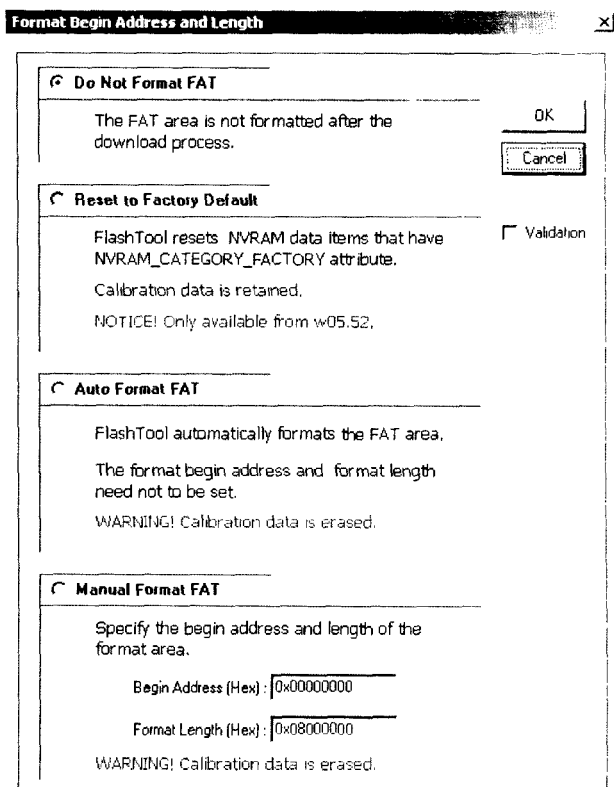 Format Begin Address and Length
Do Not Format FAT
The FAT area is not formatted after the
download process.
OK
Cancel
Reset to Factory Default
FlashTool resets NVRAM data items that have
NVRAM_CATEGORY_FACTORY attribute.
Validation
Calibration data is retained.
NOTICE! Only available from w05.52.
Auto Format FAT
FlashTool automatically formats the FAT area.
The format begin address and format length
need not to be set.
WARNING! Calibration data is erased.
Manual Format FAT
Specify the begin address and length of the
format area.
Begin Address (Hex) : 0x00000000
Format Length (Hex) : 0x08000000
WARNING! Calibration data is erased.